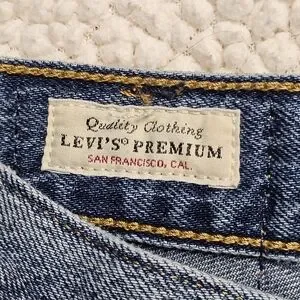 Quality Clothing
LEVI'S® PREMIUM
SAN FRANCISCO, CAL.